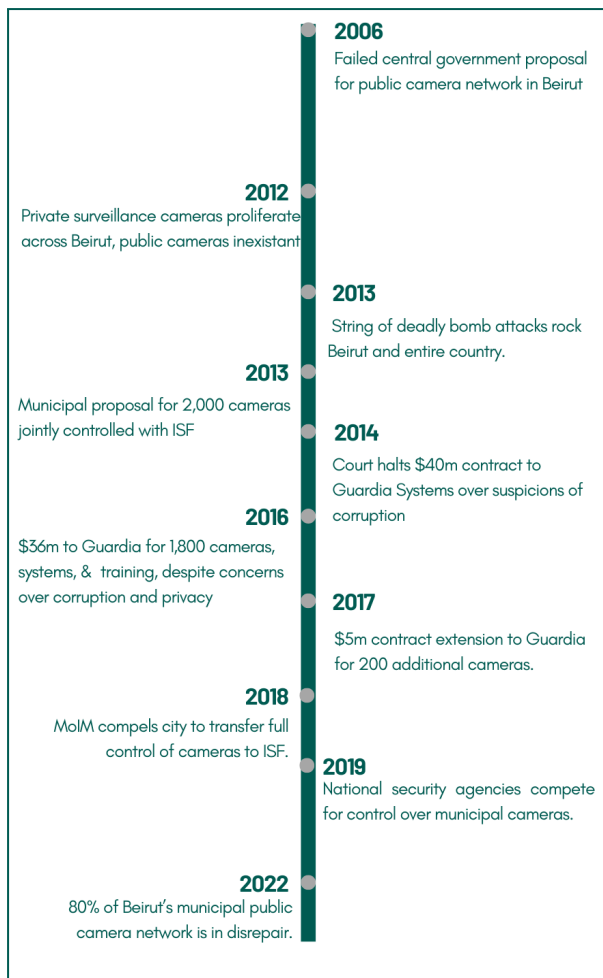 2006
Failed central government proposal
for public camera network in Beirut
2012
Private surveillance cameras proliferate
across Beirut, public cameras inexistant
2013
String of deadly bomb attacks rock
Beirut and entire country.
2013
Municipal proposal for 2,000 cameras
jointly controlled with ISF
2014
Court halts $40m contract to
Guardia Systems over suspicions of
corruption
2016
$36m to Guardia for 1,800 cameras,
systems, & training, despite concerns
over corruption and privacy
2017
$5m contract extension to Guardia
for 200 additional cameras.
2018
MoIM compels city to transfer full
control of cameras to ISF.
2019
National security agencies compete
for control over municipal cameras.
2022
80% of Beirut's municipal public
camera network is in disrepair.